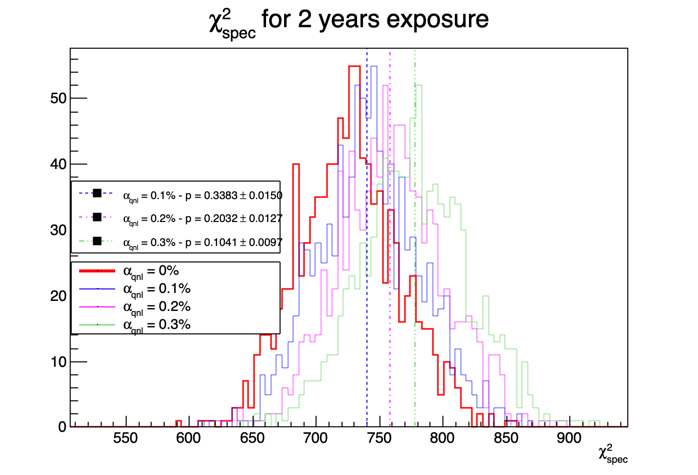 χ²spec for 2 years exposure
50
40
30
20
10
0
αqnl = 0.1% - p = 0.3383 ± 0.0150
αqnl = 0.2% - p = 0.2032 ± 0.0127
αqnl = 0.3% - p = 0.1041 ± 0.0097
αqnl = 0%
αqnl = 0.1%
αqnl = 0.2%
αqnl = 0.3%
550 600 650 700 750 800 850 900
χ²spec